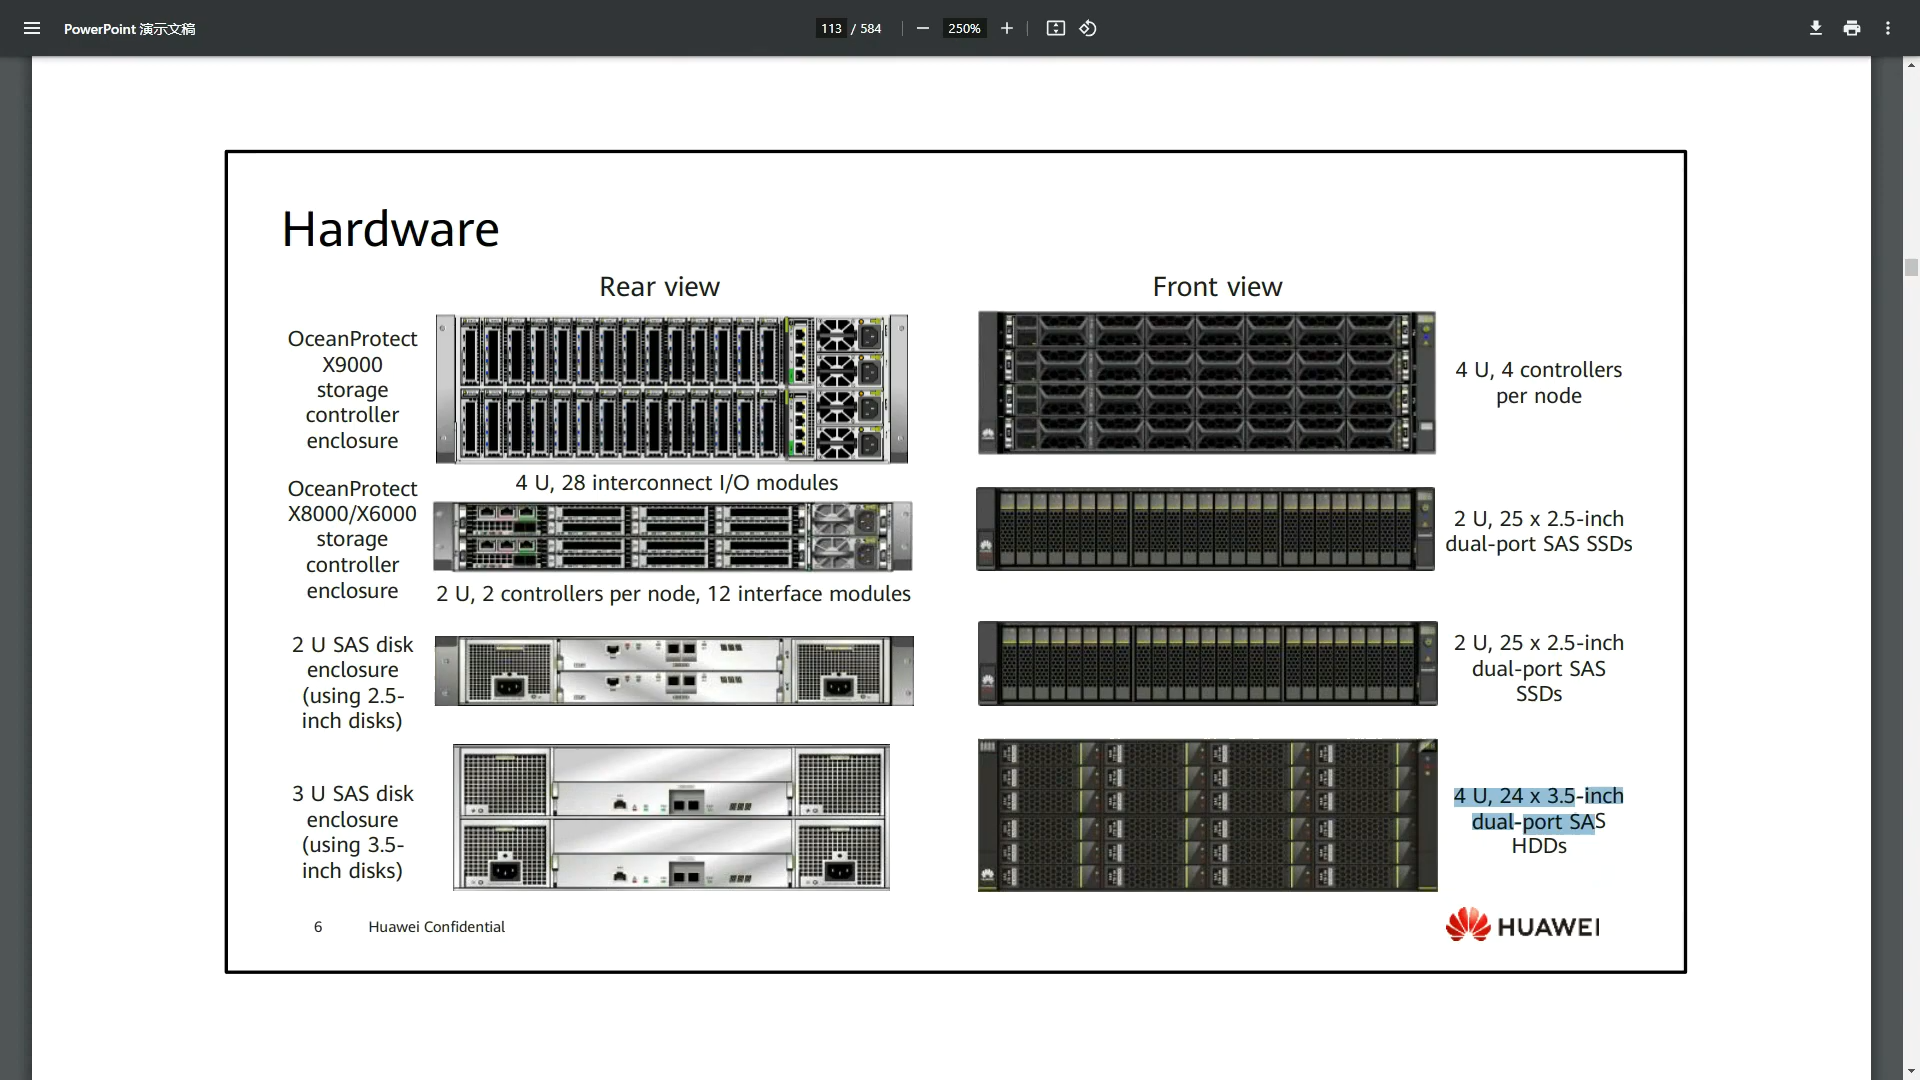 PowerPoint 演示文稿
113 / 584
250%
Hardware
Rear view
Front view
OceanProtect
X9000
storage
controller
enclosure
4 U, 4 controllers
per node
4 U, 28 interconnect I/O modules
OceanProtect
X8000/X6000
storage
controller
enclosure
2 U, 25 x 2.5-inch
dual-port SAS SSDs
2 U, 2 controllers per node, 12 interface modules
2 U SAS disk
enclosure
(using 2.5-
inch disks)
2 U, 25 x 2.5-inch
dual-port SAS
SSDs
3 U SAS disk
enclosure
(using 3.5-
inch disks)
4 U, 24 x 3.5-inch
dual-port SAS
HDDs
6
Huawei Confidential
HUAWEI